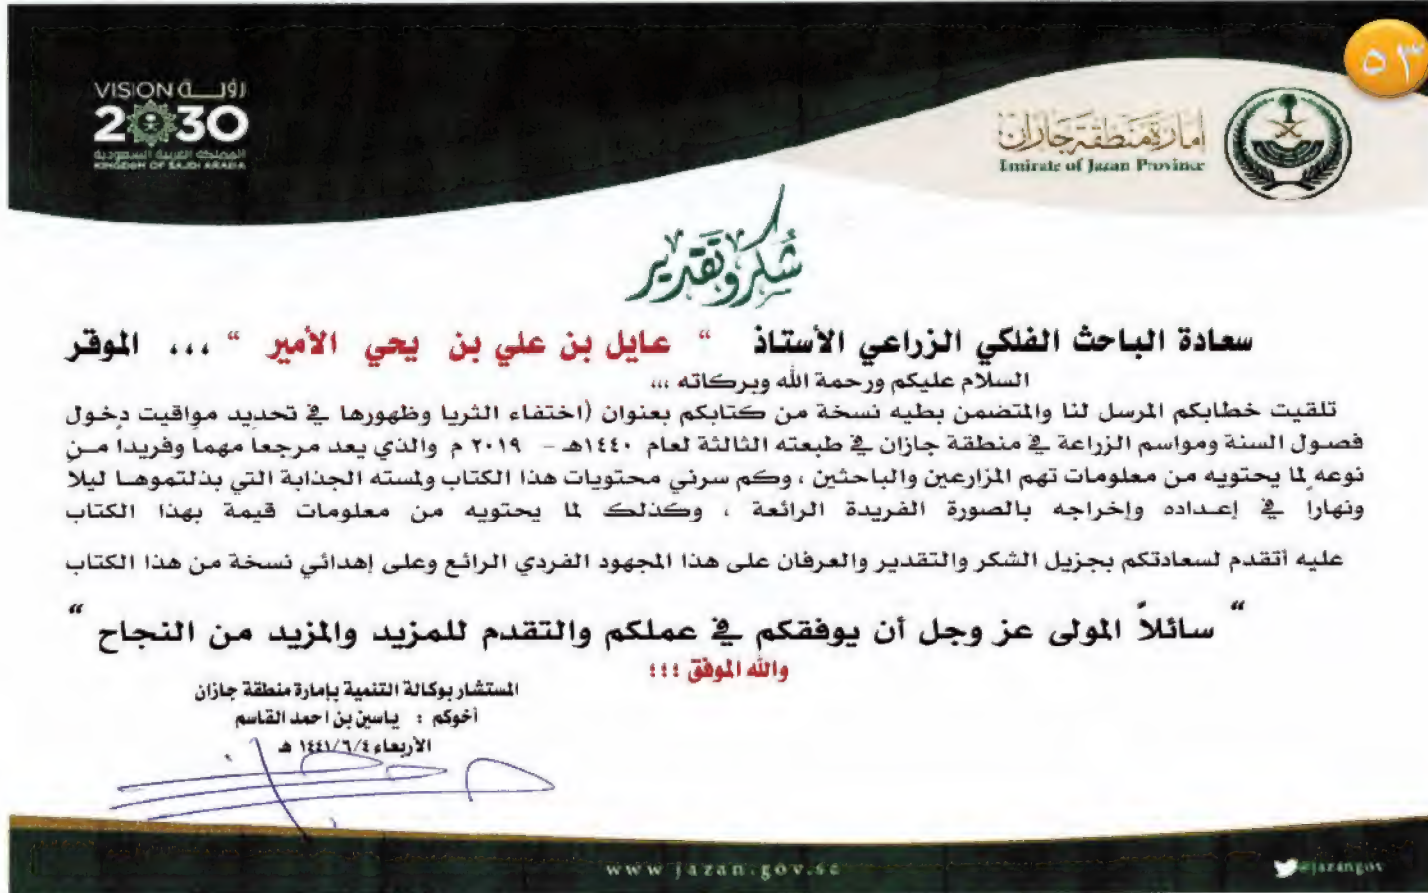 ٥٣
VISION رؤيــة
2030
المملكة العربية السعودية
KINGDOM OF SAUDI ARABIA
إمارة منطقة جازان
Emirate of Jazan Province
شكر وتقدير
سعادة الباحث الفلكي الزراعي الأستاذ " عايل بن علي بن يحي الأمير " ،،، الموقر
السلام عليكم ورحمة الله وبركاته ،،،
تلقيت خطابكم المرسل لنا والمتضمن بطيه نسخة من كتابكم بعنوان (اختفاء الثريا وظهورها في تحديد مواقيت دخول
فصول السنة ومواسم الزراعة في منطقة جازان في طبعته الثالثة لعام ١٤٤٠هـ - ٢٠١٩ م والذي يعد مرجعاً مهما وفريدا من
نوعه لما يحتويه من معلومات تهم المزارعين والباحثين ، وكم سرني محتويات هذا الكتاب ولمسته الجذابة التي بذلتموها ليلا
ونهاراً في إعداده وإخراجه بالصورة الفريدة الرائعة ، وكذلك لما يحتويه من معلومات قيمة بهذا الكتاب
عليه أتقدم لسعادتكم بجزيل الشكر والتقدير والعرفان على هذا المجهود الفردي الرائع وعلى إهدائي نسخة من هذا الكتاب
" سائلاً المولى عز وجل أن يوفقكم في عملكم والتقدم للمزيد والمزيد من النجاح "
والله الموفق ؛؛؛
المستشار بوكالة التنمية بإمارة منطقة جازان
أخوكم : ياسين بن احمد القاسم
الأربعاء ١٤٤١/٦/٤ هـ
www.jazan.gov.sa
@jazangov